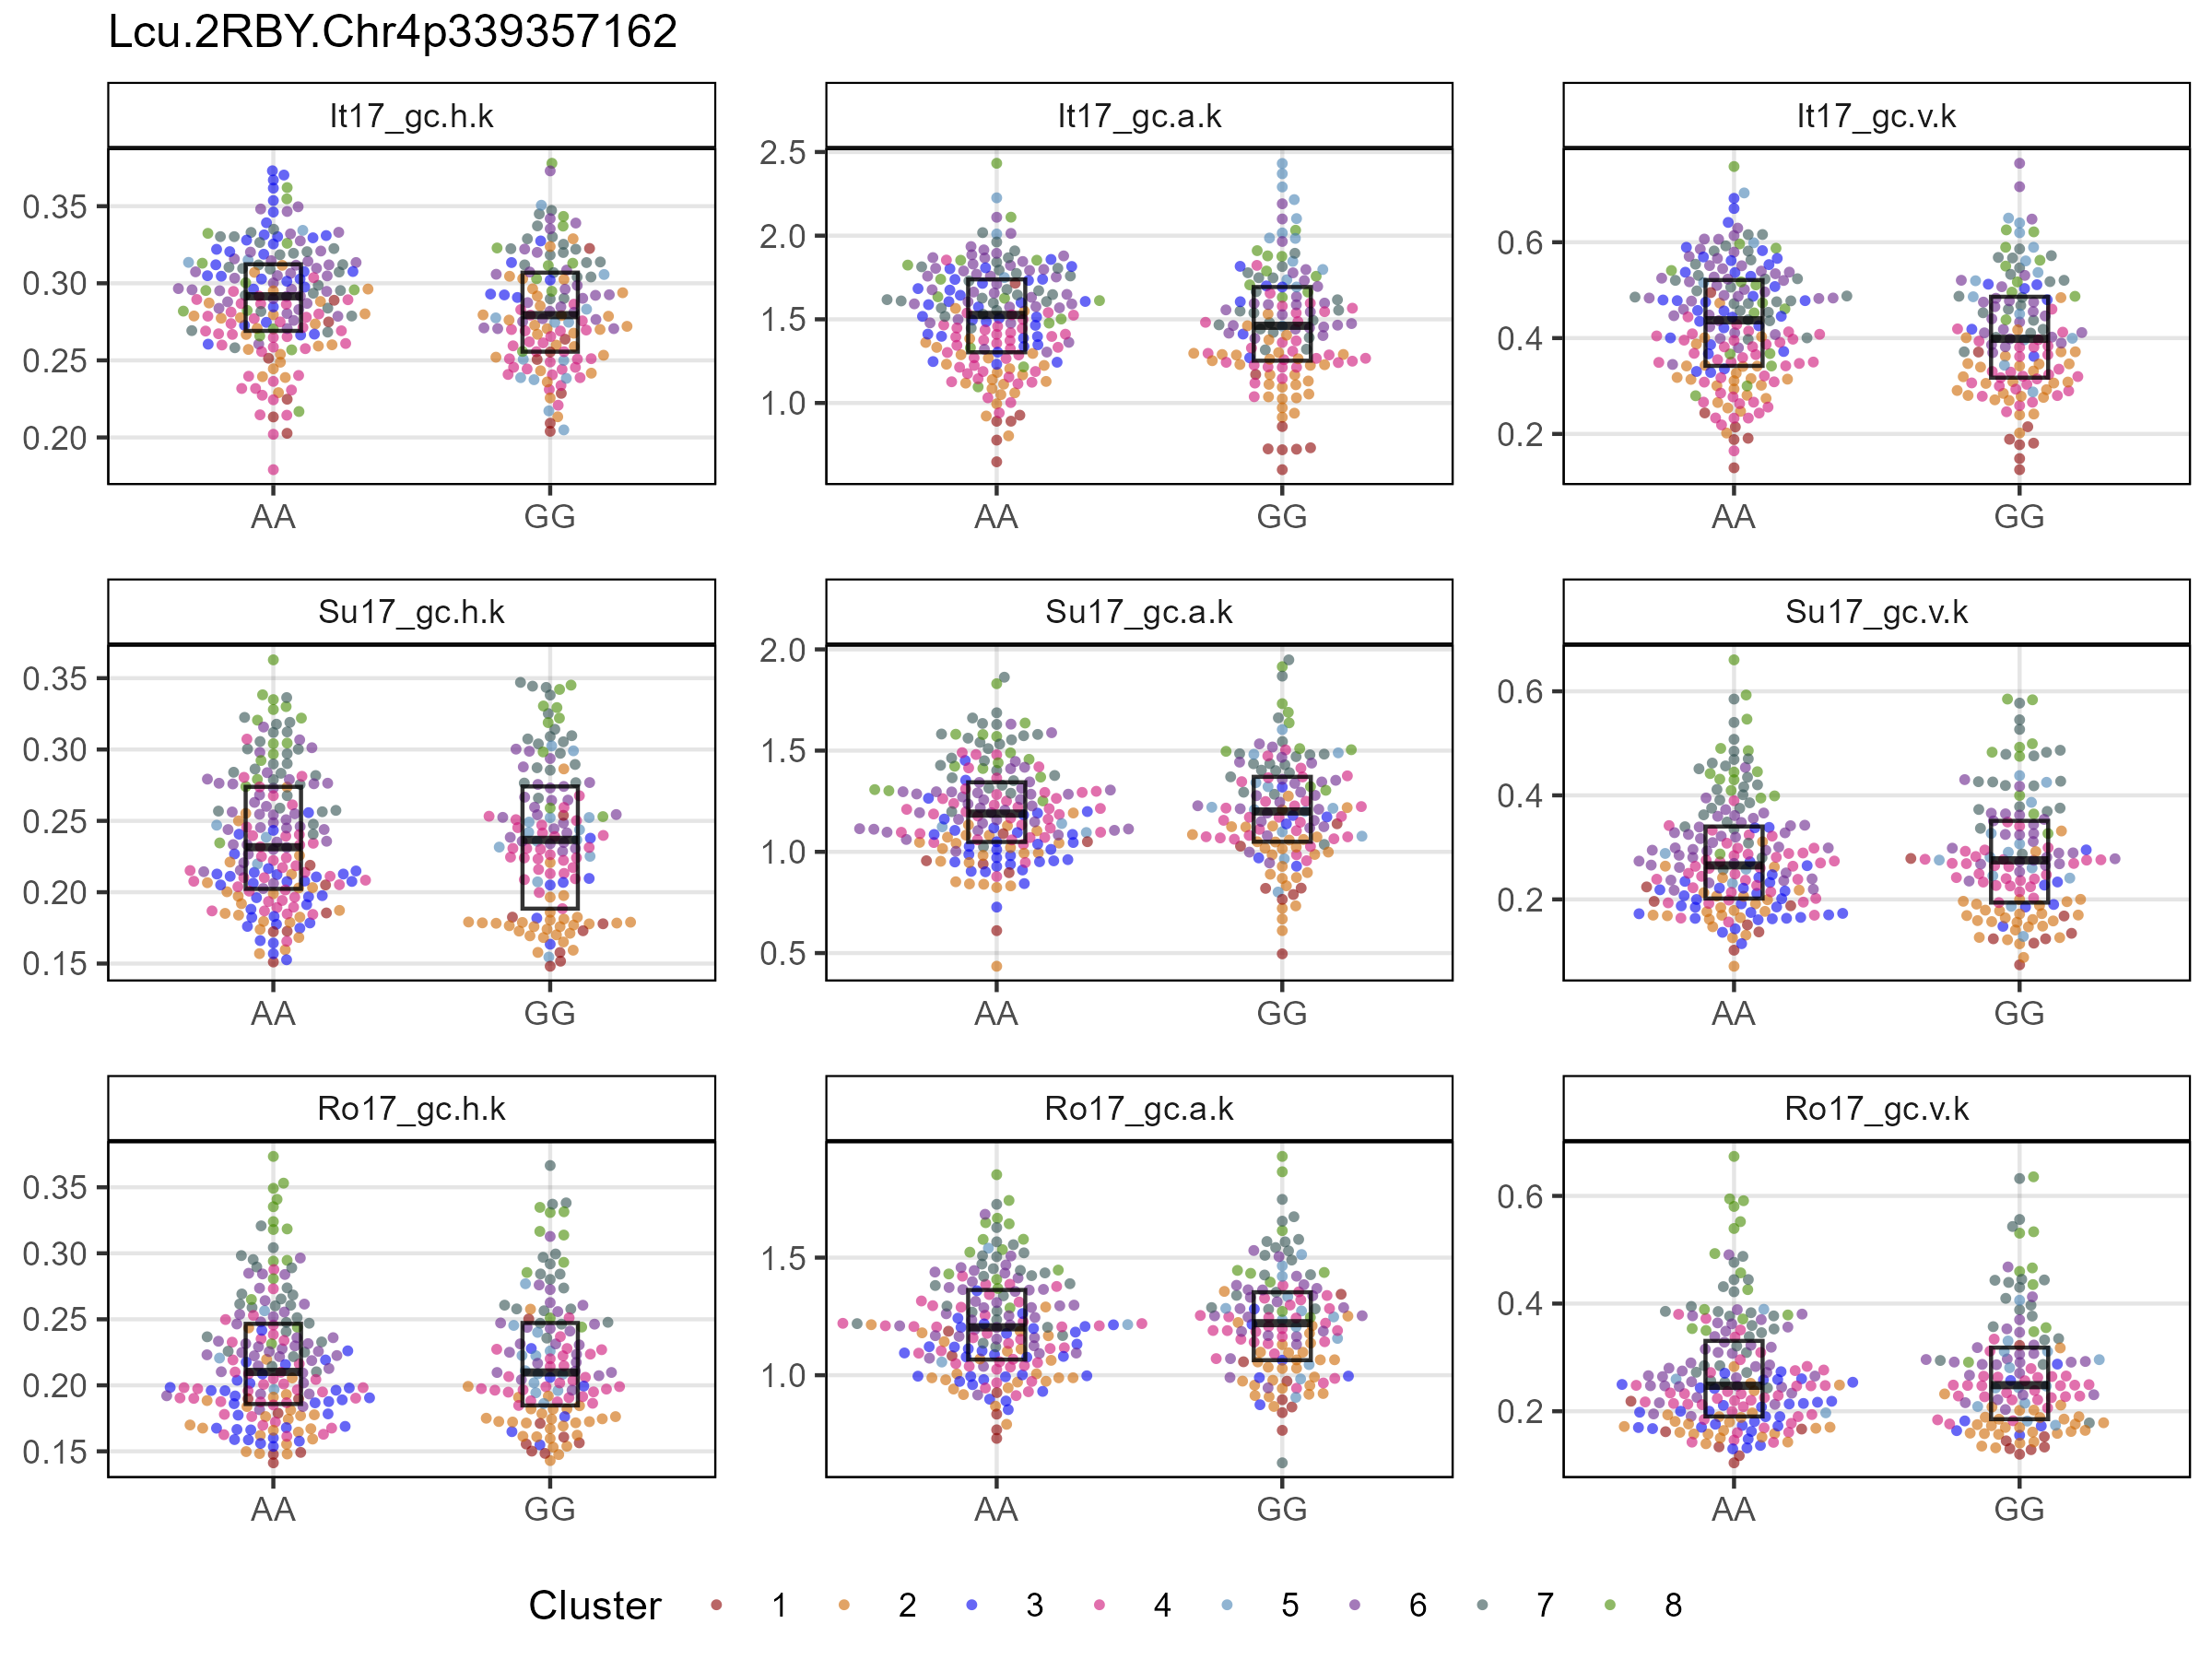 Lcu.2RBY.Chr4p339357162
It17_gc.h.k
It17_gc.a.k
It17_gc.v.k
0.35
0.30
0.25
0.20
2.5
2.0
1.5
1.0
0.6
0.4
0.2
AA GG
AA GG
AA GG
Su17_gc.h.k
Su17_gc.a.k
Su17_gc.v.k
0.35
0.30
0.25
0.20
0.15
2.0
1.5
1.0
0.5
0.6
0.4
0.2
AA GG
AA GG
AA GG
Ro17_gc.h.k
Ro17_gc.a.k
Ro17_gc.v.k
0.35
0.30
0.25
0.20
0.15
1.5
1.0
0.6
0.4
0.2
AA GG
AA GG
AA GG
Cluster 1 2 3 4 5 6 7 8